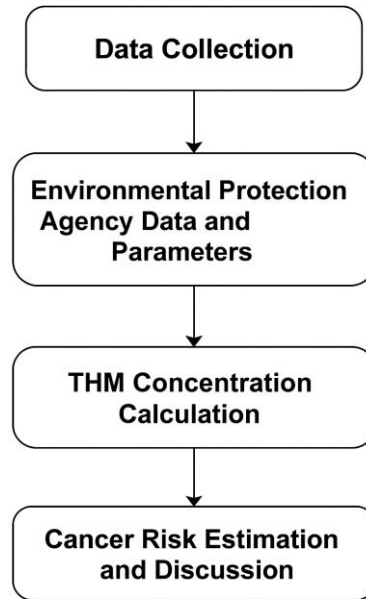 Data Collection
Environmental Protection
Agency Data and
Parameters
THM Concentration
Calculation
Cancer Risk Estimation
and Discussion